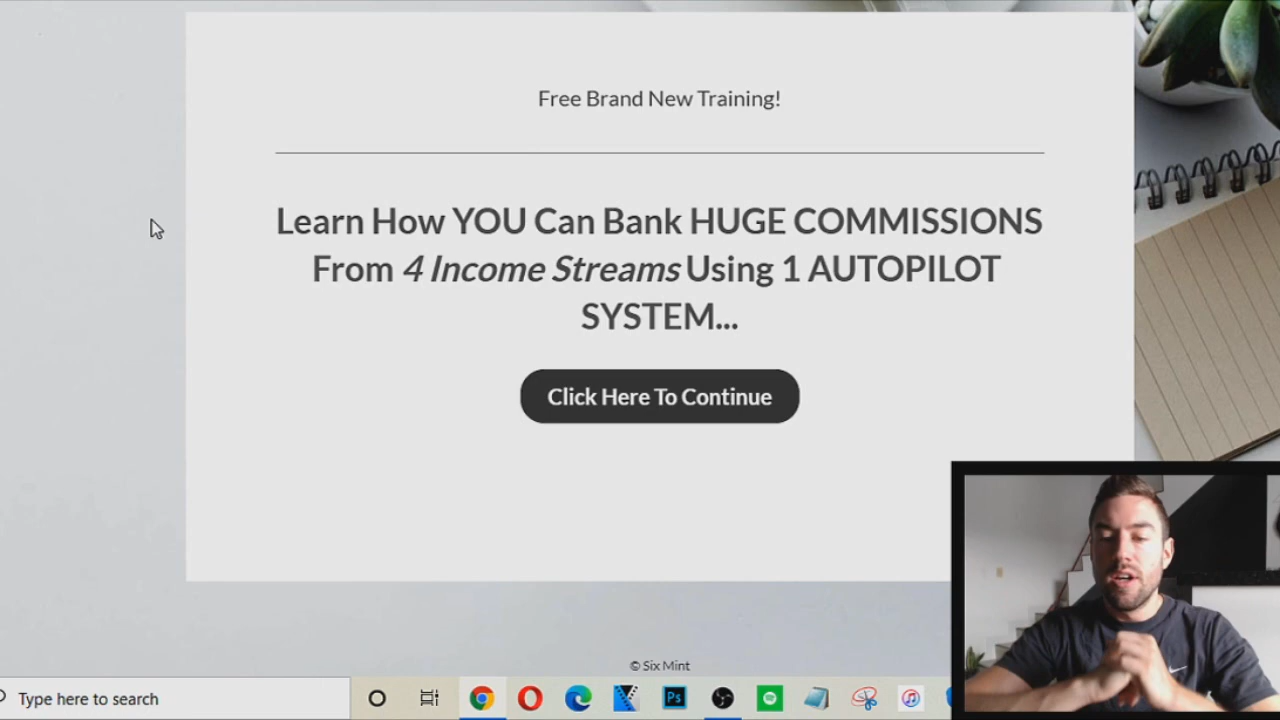 Free Brand New Training!
Learn How YOU Can Bank HUGE COMMISSIONS
From 4 Income Streams Using 1 AUTOPILOT
SYSTEM...
Click Here To Continue
© Six Mint
Type here to search
Ps